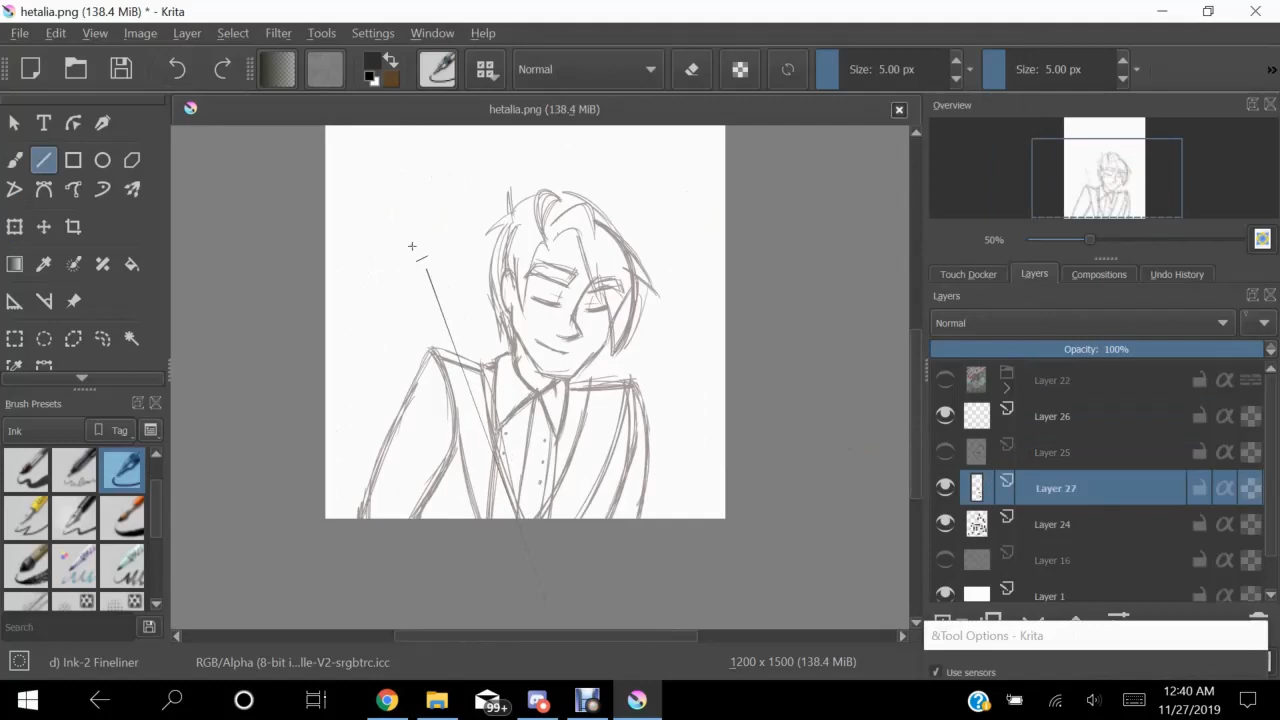 hetalia.png (138.4 MiB) * - Krita
File Edit View Image Layer Select Filter Tools Settings Window Help
Normal
Size: 5.00 px
Size: 5.00 px
»
hetalia.png (138.4 MiB)
Overview
50%
Touch Docker
Layers
Compositions
Undo History
Layers
Normal
Opacity: 100%
Layer 22
Layer 26
Layer 25
Layer 27
Layer 24
Layer 16
Layer 1
Brush Presets
Ink
Tag
Search
&Tool Options - Krita
Use sensors
d) Ink-2 Fineliner
RGB/Alpha (8-bit i...lle-V2-srgbtrc.icc
1200 x 1500 (138.4 MiB)
99+
12:40 AM
11/27/2019